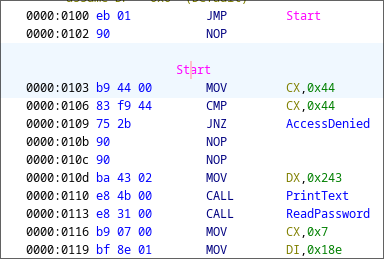 0000:0100 eb 01 JMP Start
0000:0102 90 NOP
Start
0000:0103 b9 44 00 MOV CX,0x44
0000:0106 83 f9 44 CMP CX,0x44
0000:0109 75 2b JNZ AccessDenied
0000:010b 90 NOP
0000:010c 90 NOP
0000:010d ba 43 02 MOV DX,0x243
0000:0110 e8 4b 00 CALL PrintText
0000:0113 e8 31 00 CALL ReadPassword
0000:0116 b9 07 00 MOV CX,0x7
0000:0119 bf 8e 01 MOV DI,0x18e